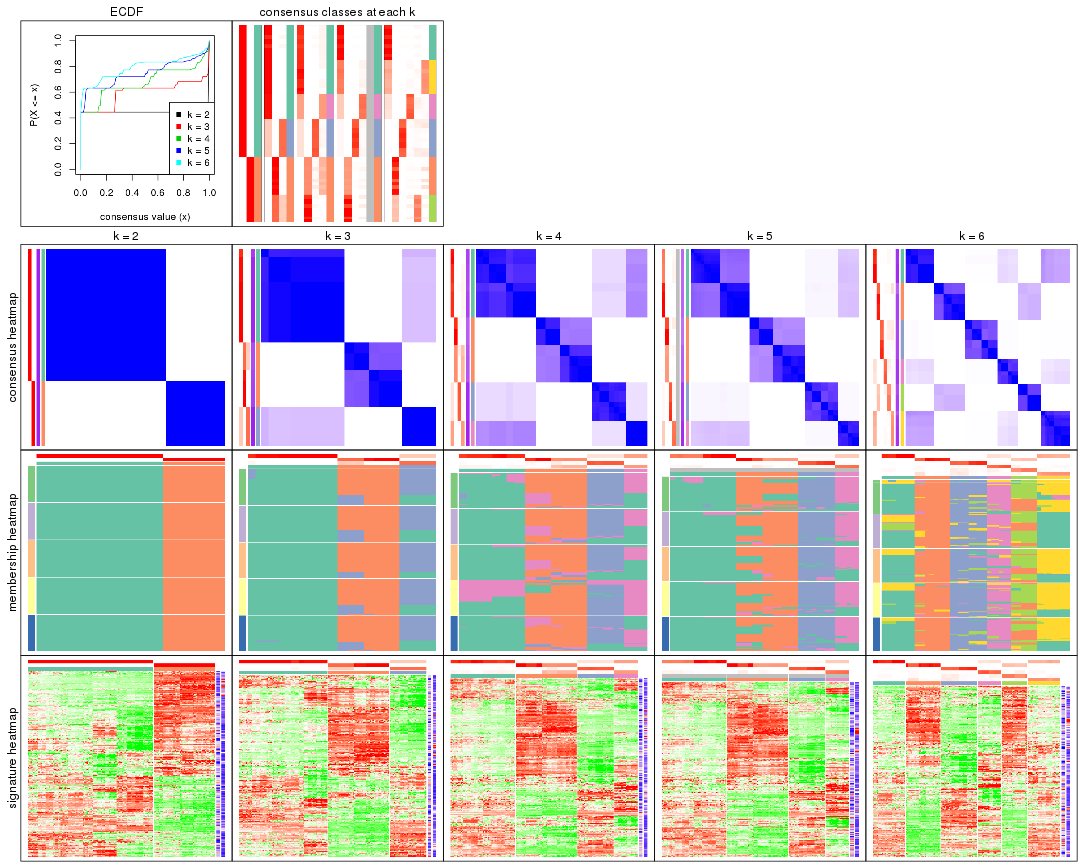 ECDF
consensus classes at each k
P(X <= x)
0.0
0.2
0.4
0.6
0.8
1.0
k = 2
k = 3
k = 4
k = 5
k = 6
0.0
0.2
0.4
0.6
0.8
1.0
consensus value (x)
k = 2
k = 3
k = 4
k = 5
k = 6
consensus heatmap
membership heatmap
signature heatmap